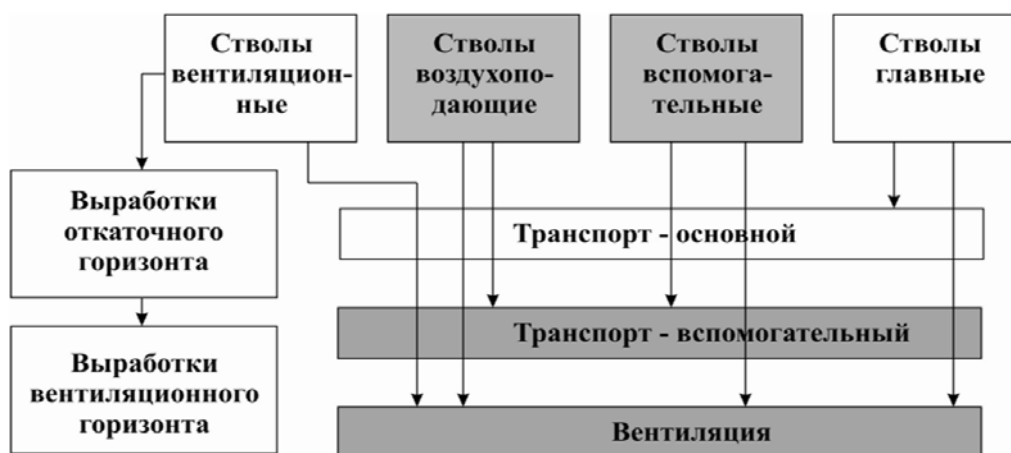 Стволы
вентиляцион-
ные
Стволы
воздухопо-
дающие
Стволы
вспомога-
тельные
Стволы
главные
Выработки
откаточного
горизонта
Транспорт - основной
Транспорт - вспомогательный
Выработки
вентиляционного
горизонта
Вентиляция